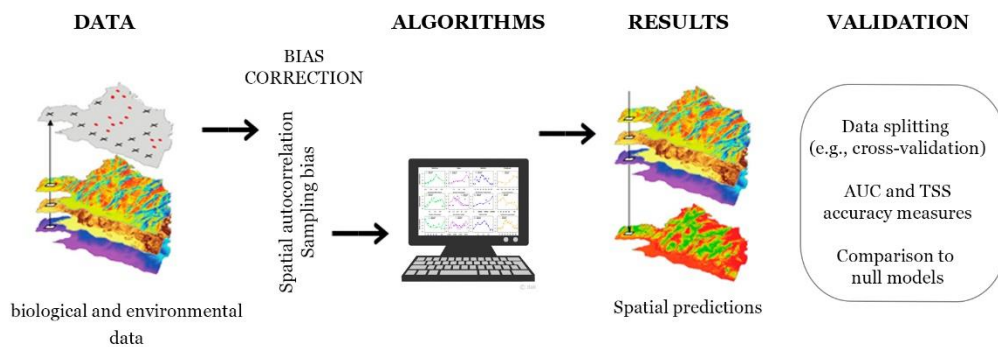 DATA
BIAS
CORRECTION
Spatial autocorrelation
Sampling bias
biological and environmental
data
ALGORITHMS
RESULTS
Spatial predictions
VALIDATION
Data splitting
(e.g., cross-validation)
AUC and TSS
accuracy measures
Comparison to
null models